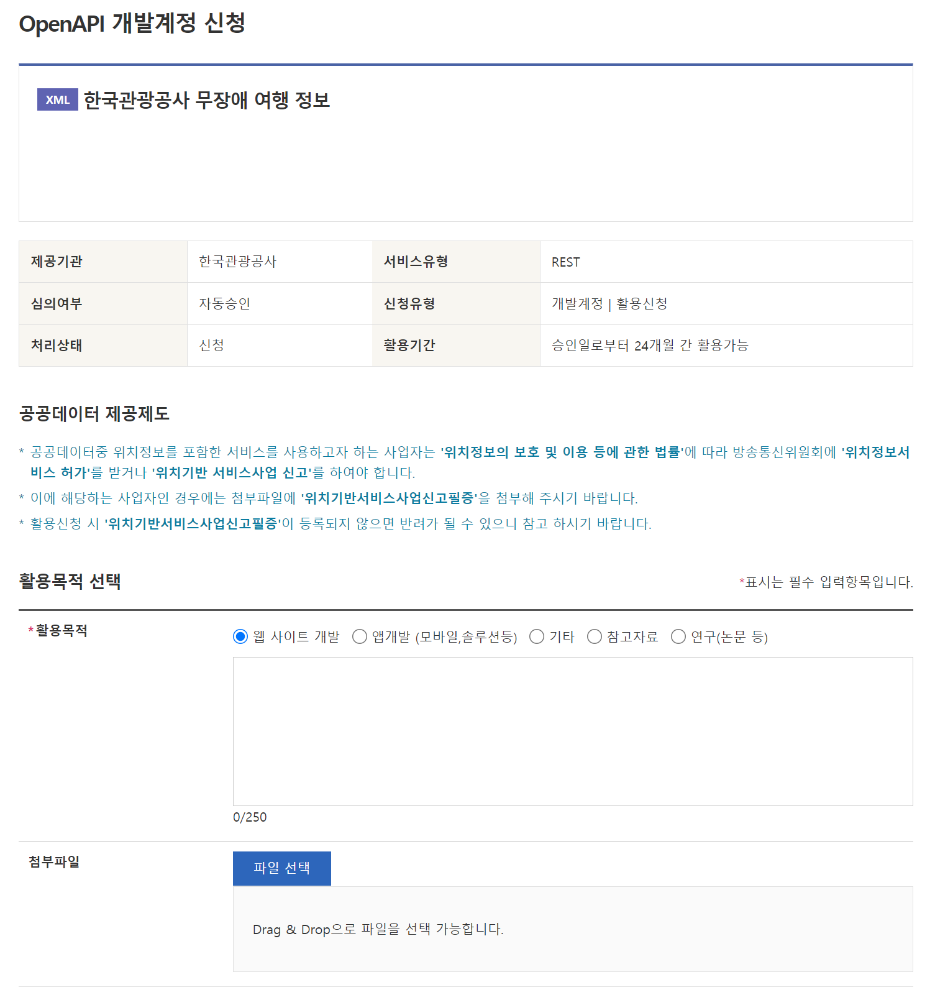 OpenAPI 개발계정 신청
XML 한국관광공사 무장애 여행 정보
제공기관 한국관광공사 서비스유형 REST
심의여부 자동승인 신청유형 개발계정 | 활용신청
처리상태 신청 활용기간 승인일로부터 24개월 간 활용가능
공공데이터 제공제도
* 공공데이터중 위치정보를 포함한 서비스를 사용하고자 하는 사업자는 '위치정보의 보호 및 이용 등에 관한 법률'에 따라 방송통신위원회에 '위치정보서
비스 허가'를 받거나 '위치기반 서비스사업 신고'를 하여야 합니다.
* 이에 해당하는 사업자인 경우에는 첨부파일에 '위치기반서비스사업신고필증'을 첨부해 주시기 바랍니다.
* 활용신청 시 '위치기반서비스사업신고필증'이 등록되지 않으면 반려가 될 수 있으니 참고 하시기 바랍니다.
활용목적 선택 *표시는 필수 입력항목입니다.
*활용목적 웹 사이트 개발 앱개발 (모바일,솔루션등) 기타 참고자료 연구(논문 등)
0/250
첨부파일 파일 선택
Drag & Drop으로 파일을 선택 가능합니다.